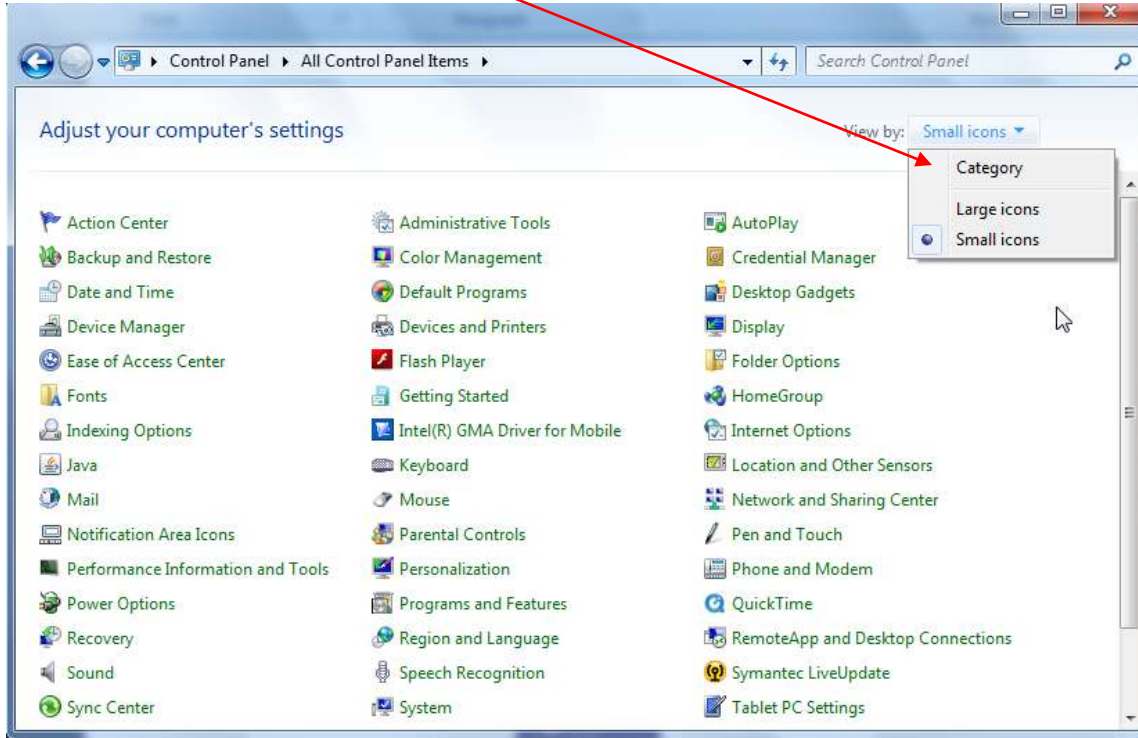 Control Panel All Control Panel Items Search Control Panel
Adjust your computer's settings View by: Small icons
Category
Large icons
Small icons
Action Center Administrative Tools AutoPlay
Backup and Restore Color Management Credential Manager
Date and Time Default Programs Desktop Gadgets
Device Manager Devices and Printers Display
Ease of Access Center Flash Player Folder Options
Fonts Getting Started HomeGroup
Indexing Options Intel(R) GMA Driver for Mobile Internet Options
Java Keyboard Location and Other Sensors
Mail Mouse Network and Sharing Center
Notification Area Icons Parental Controls Pen and Touch
Performance Information and Tools Personalization Phone and Modem
Power Options Programs and Features QuickTime
Recovery Region and Language RemoteApp and Desktop Connections
Sound Speech Recognition Symantec LiveUpdate
Sync Center System Tablet PC Settings